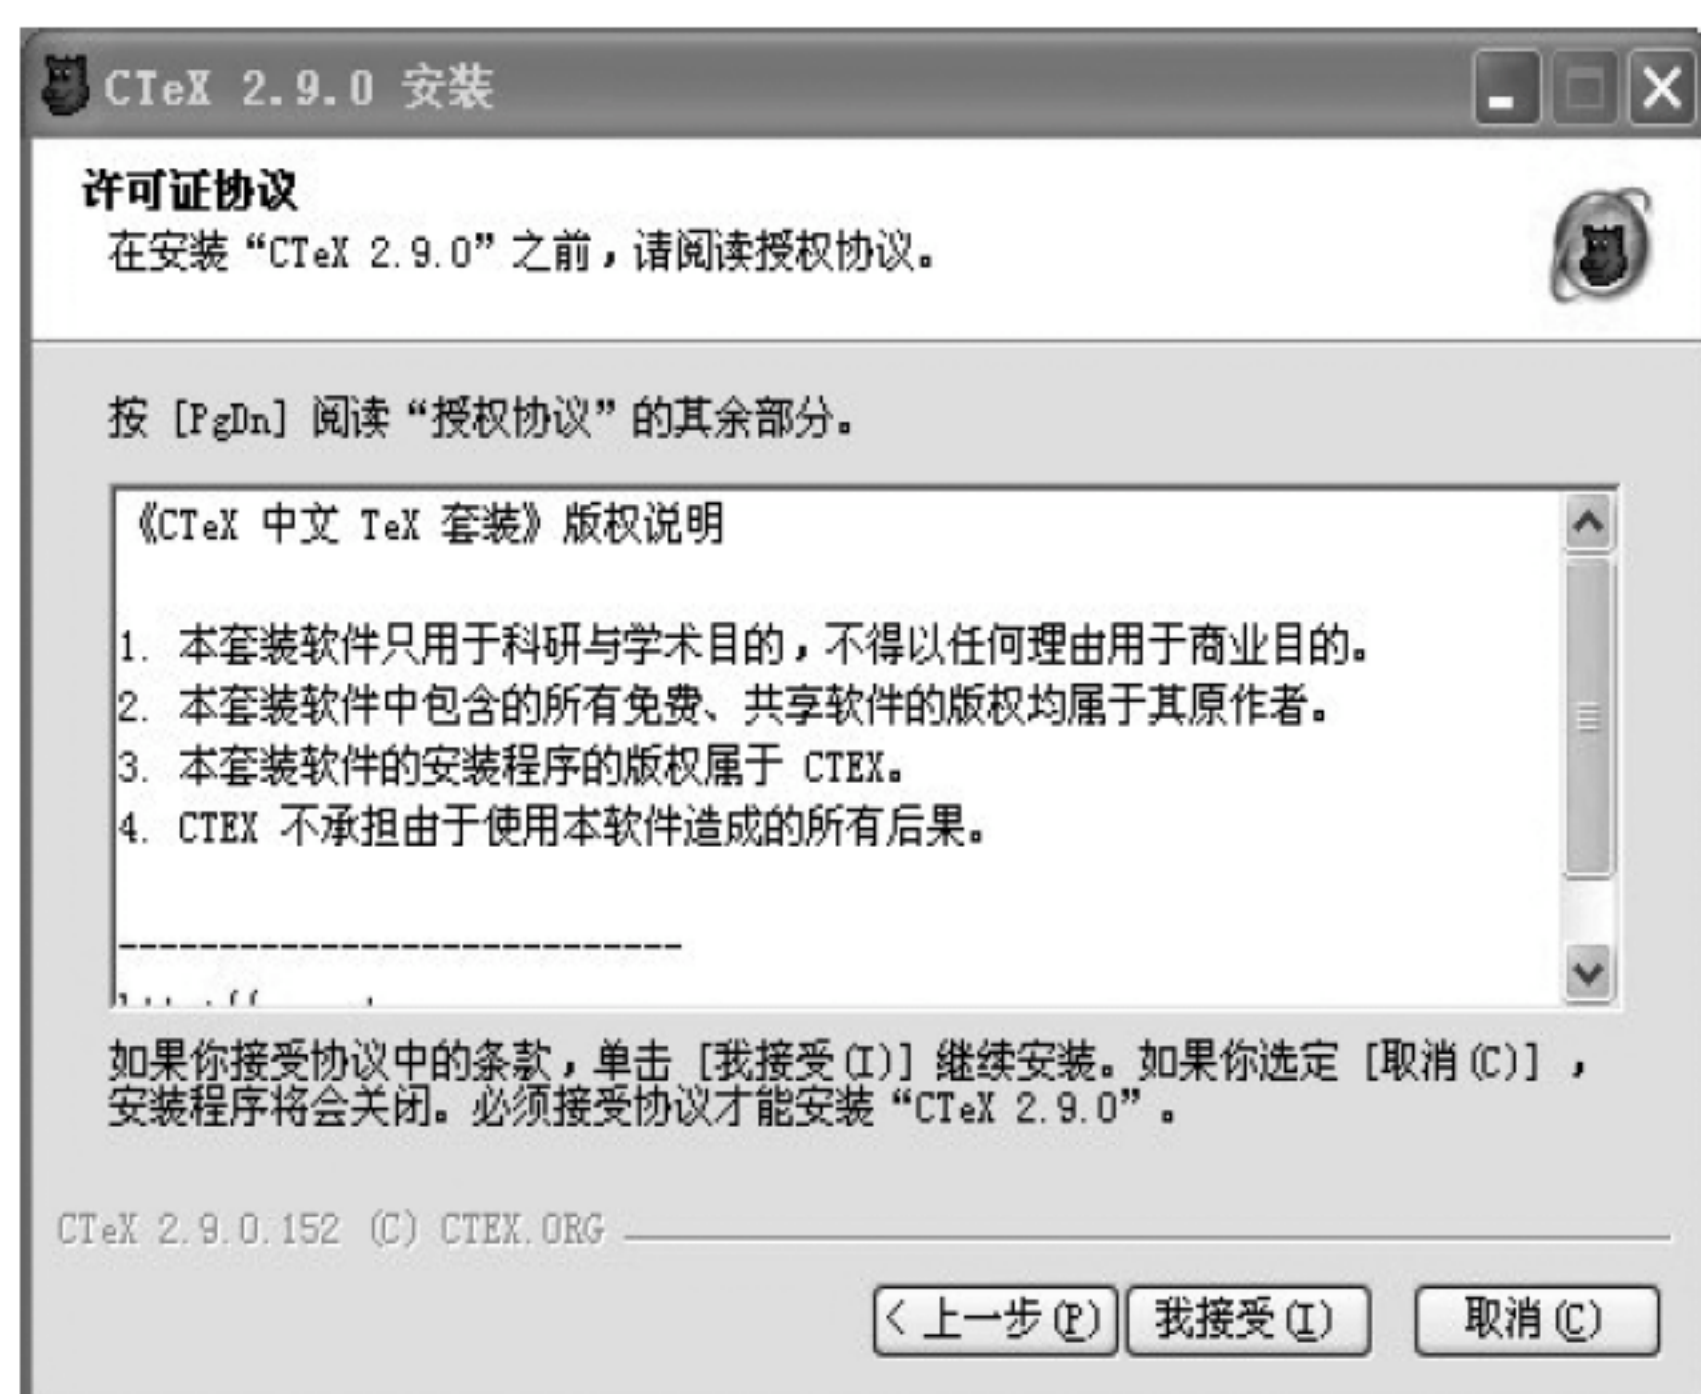 CTeX 2.9.0 安装
许可证协议
在安装“CTeX 2.9.0”之前，请阅读授权协议。
按 [PgDn] 阅读“授权协议”的其余部分。
《CTeX 中文 TeX 套装》版权说明
1. 本套装软件只用于科研与学术目的，不得以任何理由用于商业目的。
2. 本套装软件中包含的所有免费、共享软件的版权均属于其原作者。
3. 本套装软件的安装程序的版权属于 CTEX。
4. CTEX 不承担由于使用本软件造成的所有后果。
----------------------------
如果你接受协议中的条款，单击 [我接受(I)] 继续安装。如果你选定 [取消(C)] ，
安装程序将会关闭。必须接受协议才能安装“CTeX 2.9.0”。
CTeX 2.9.0.152 (C) CTEX.ORG
< 上一步(P) 我接受(I) 取消(C)